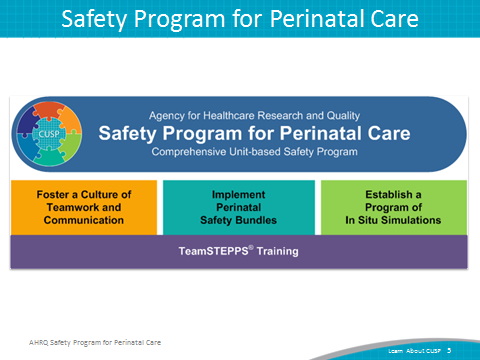 Safety Program for Perinatal Care
CUSP
Agency for Healthcare Research and Quality
Safety Program for Perinatal Care
Comprehensive Unit-based Safety Program
Foster a Culture of
Teamwork and
Communication
Implement
Perinatal
Safety Bundles
Establish a
Program of
In Situ Simulations
TeamSTEPPS® Training
AHRQ Safety Program for Perinatal Care
Learn About CUSP 5